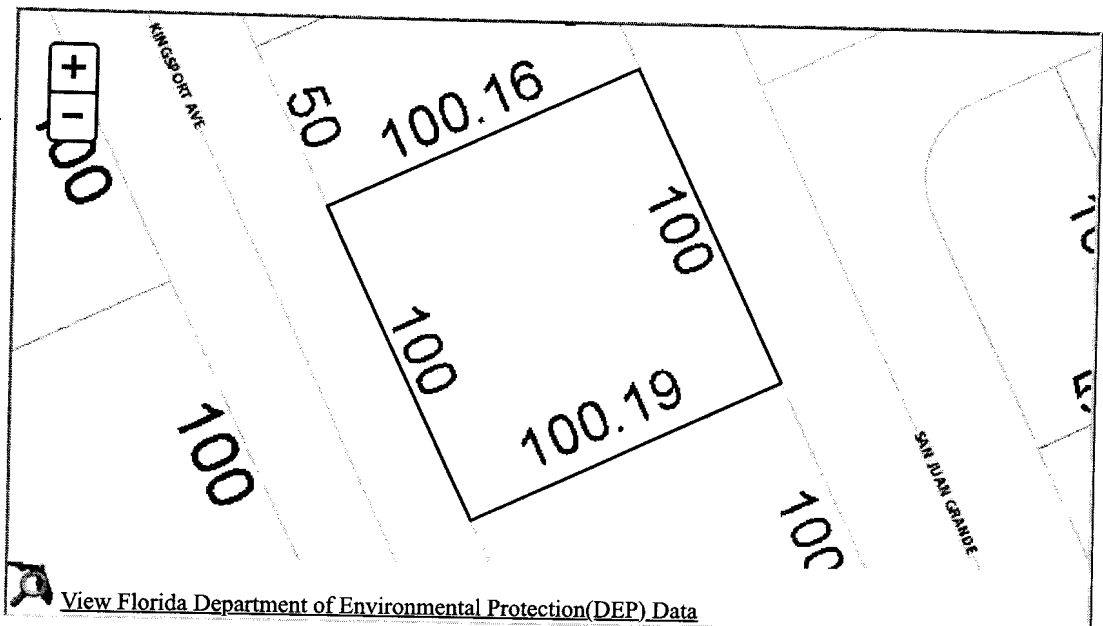 +
−
KINGSPORT AVE
50
100.16
100
100
100.19
100
SAN JUAN GRANDE
View Florida Department of Environmental Protection(DEP) Data